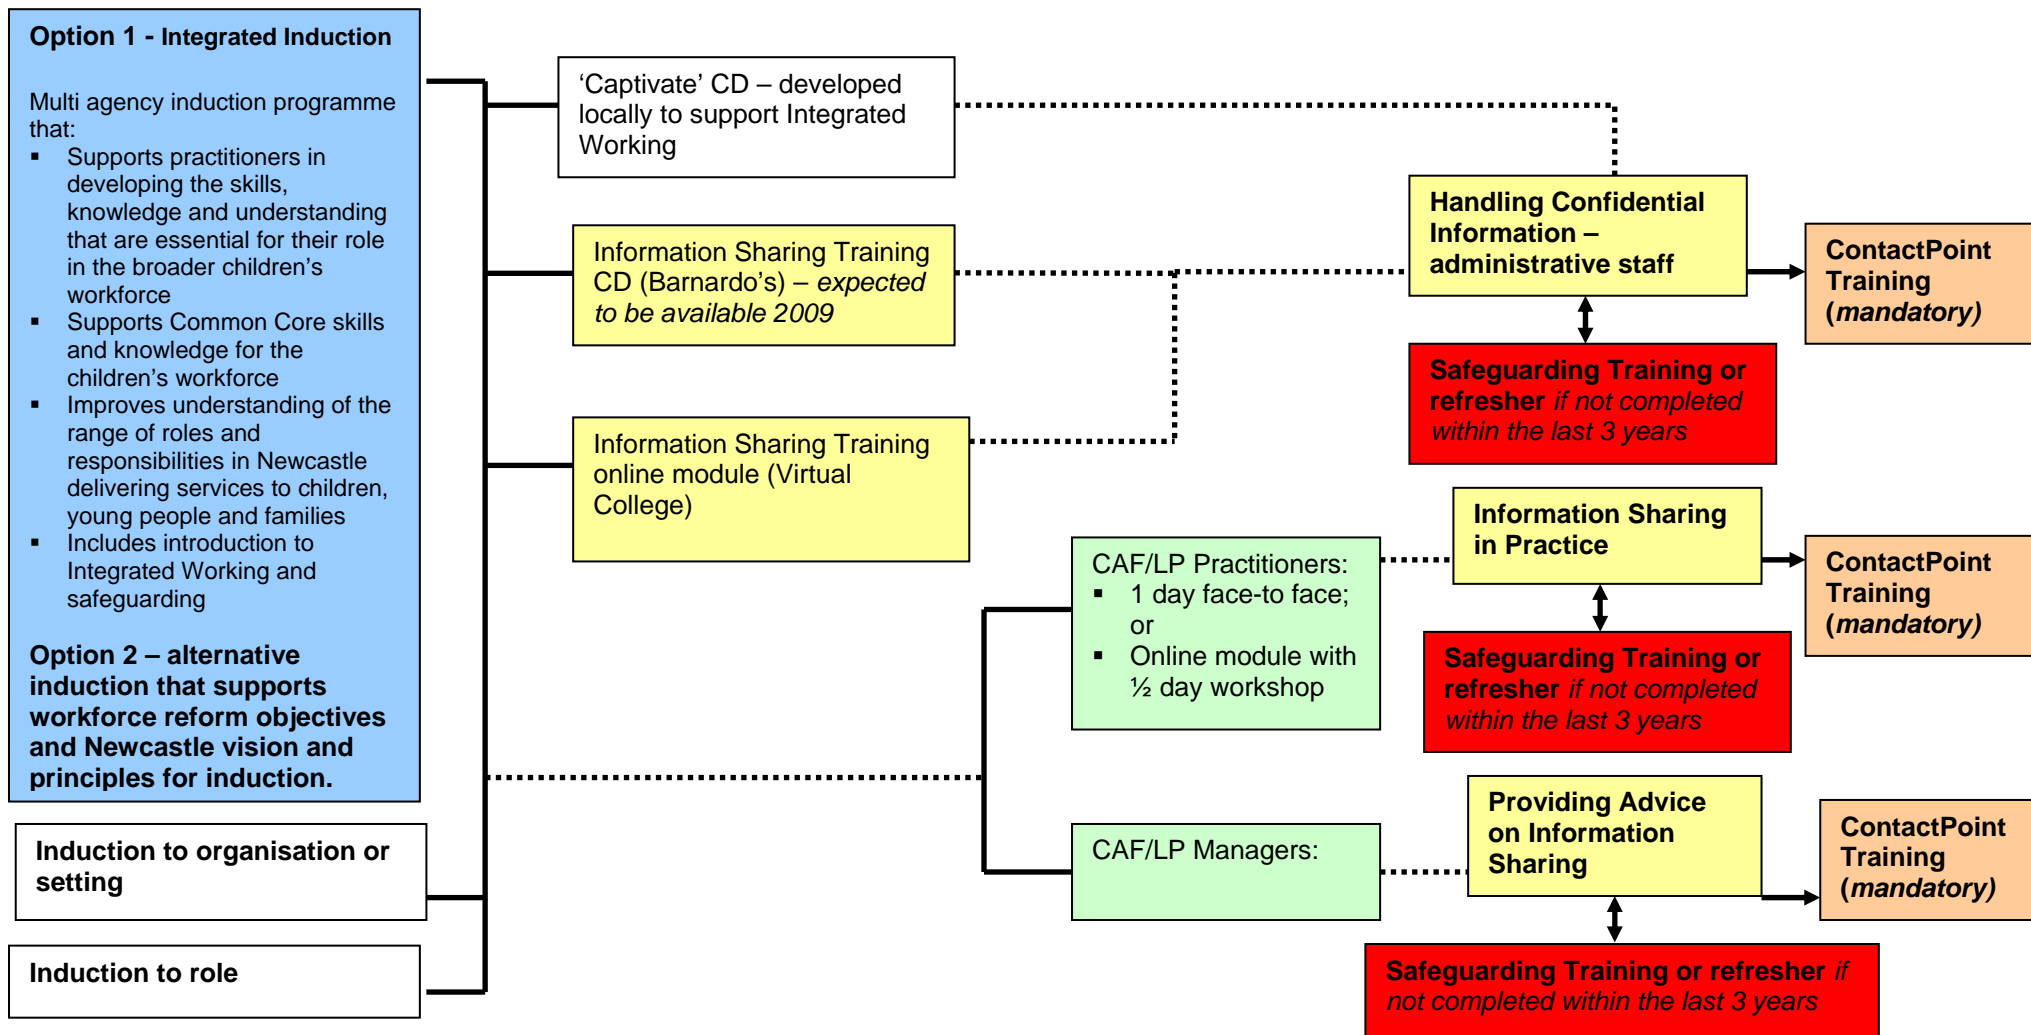 Option 1 - Integrated Induction
Multi agency induction programme
that:
▪ Supports practitioners in
developing the skills,
knowledge and understanding
that are essential for their role
in the broader children’s
workforce
▪ Supports Common Core skills
and knowledge for the
children’s workforce
▪ Improves understanding of the
range of roles and
responsibilities in Newcastle
delivering services to children,
young people and families
▪ Includes introduction to
Integrated Working and
safeguarding
Option 2 – alternative
induction that supports
workforce reform objectives
and Newcastle vision and
principles for induction.
Induction to organisation or
setting
Induction to role
‘Captivate’ CD – developed
locally to support Integrated
Working
Information Sharing Training
CD (Barnardo’s) – expected
to be available 2009
Information Sharing Training
online module (Virtual
College)
CAF/LP Practitioners:
▪ 1 day face-to face;
or
▪ Online module with
½ day workshop
CAF/LP Managers:
Handling Confidential
Information –
administrative staff
Safeguarding Training or
refresher if not completed
within the last 3 years
ContactPoint
Training
(mandatory)
Information Sharing
in Practice
Safeguarding Training or
refresher if not completed
within the last 3 years
ContactPoint
Training
(mandatory)
Providing Advice
on Information
Sharing
Safeguarding Training or refresher if
not completed within the last 3 years
ContactPoint
Training
(mandatory)